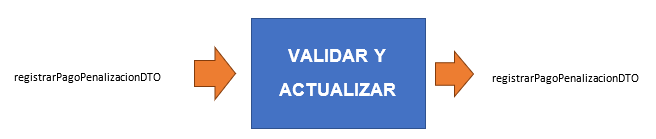 registrarPagoPenalizacionDTO
VALIDAR Y
ACTUALIZAR
registrarPagoPenalizacionDTO